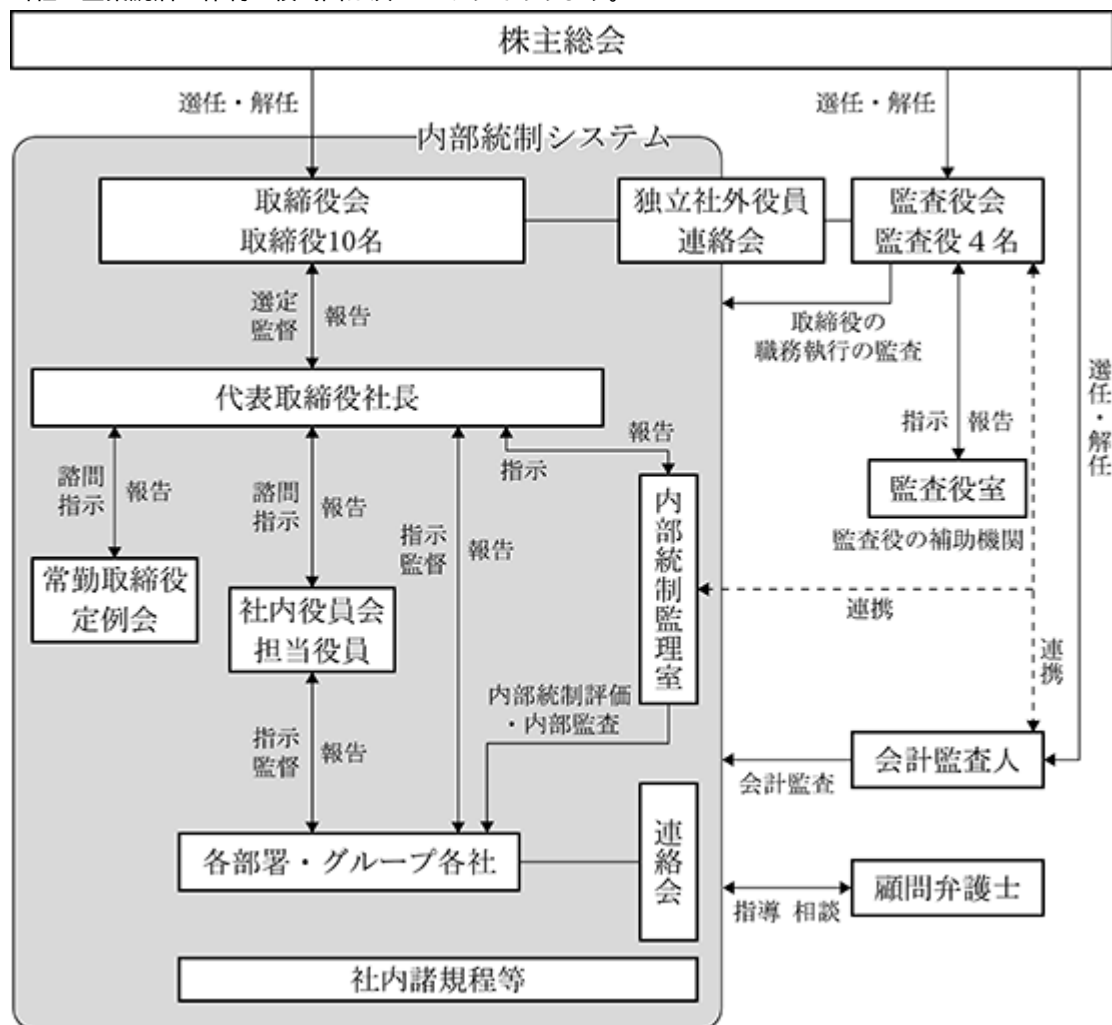 株主総会
選任・解任
選任・解任
内部統制システム
取締役会
取締役10名
独立社外役員
連絡会
監査役会
監査役４名
選定
監督
報告
取締役の
職務執行の監査
選任・解任
代表取締役社長
報告
指示
指示
報告
諮問
指示
報告
諮問
指示
報告
指示
監督
報告
内部統制監理室
監査役室
監査役の補助機関
常勤取締役
定例会
社内役員会
担当役員
連携
連携
内部統制評価
・内部監査
指示
監督
報告
会計監査人
会計監査
各部署・グループ各社
連絡会
顧問弁護士
指導 相談
社内諸規程等